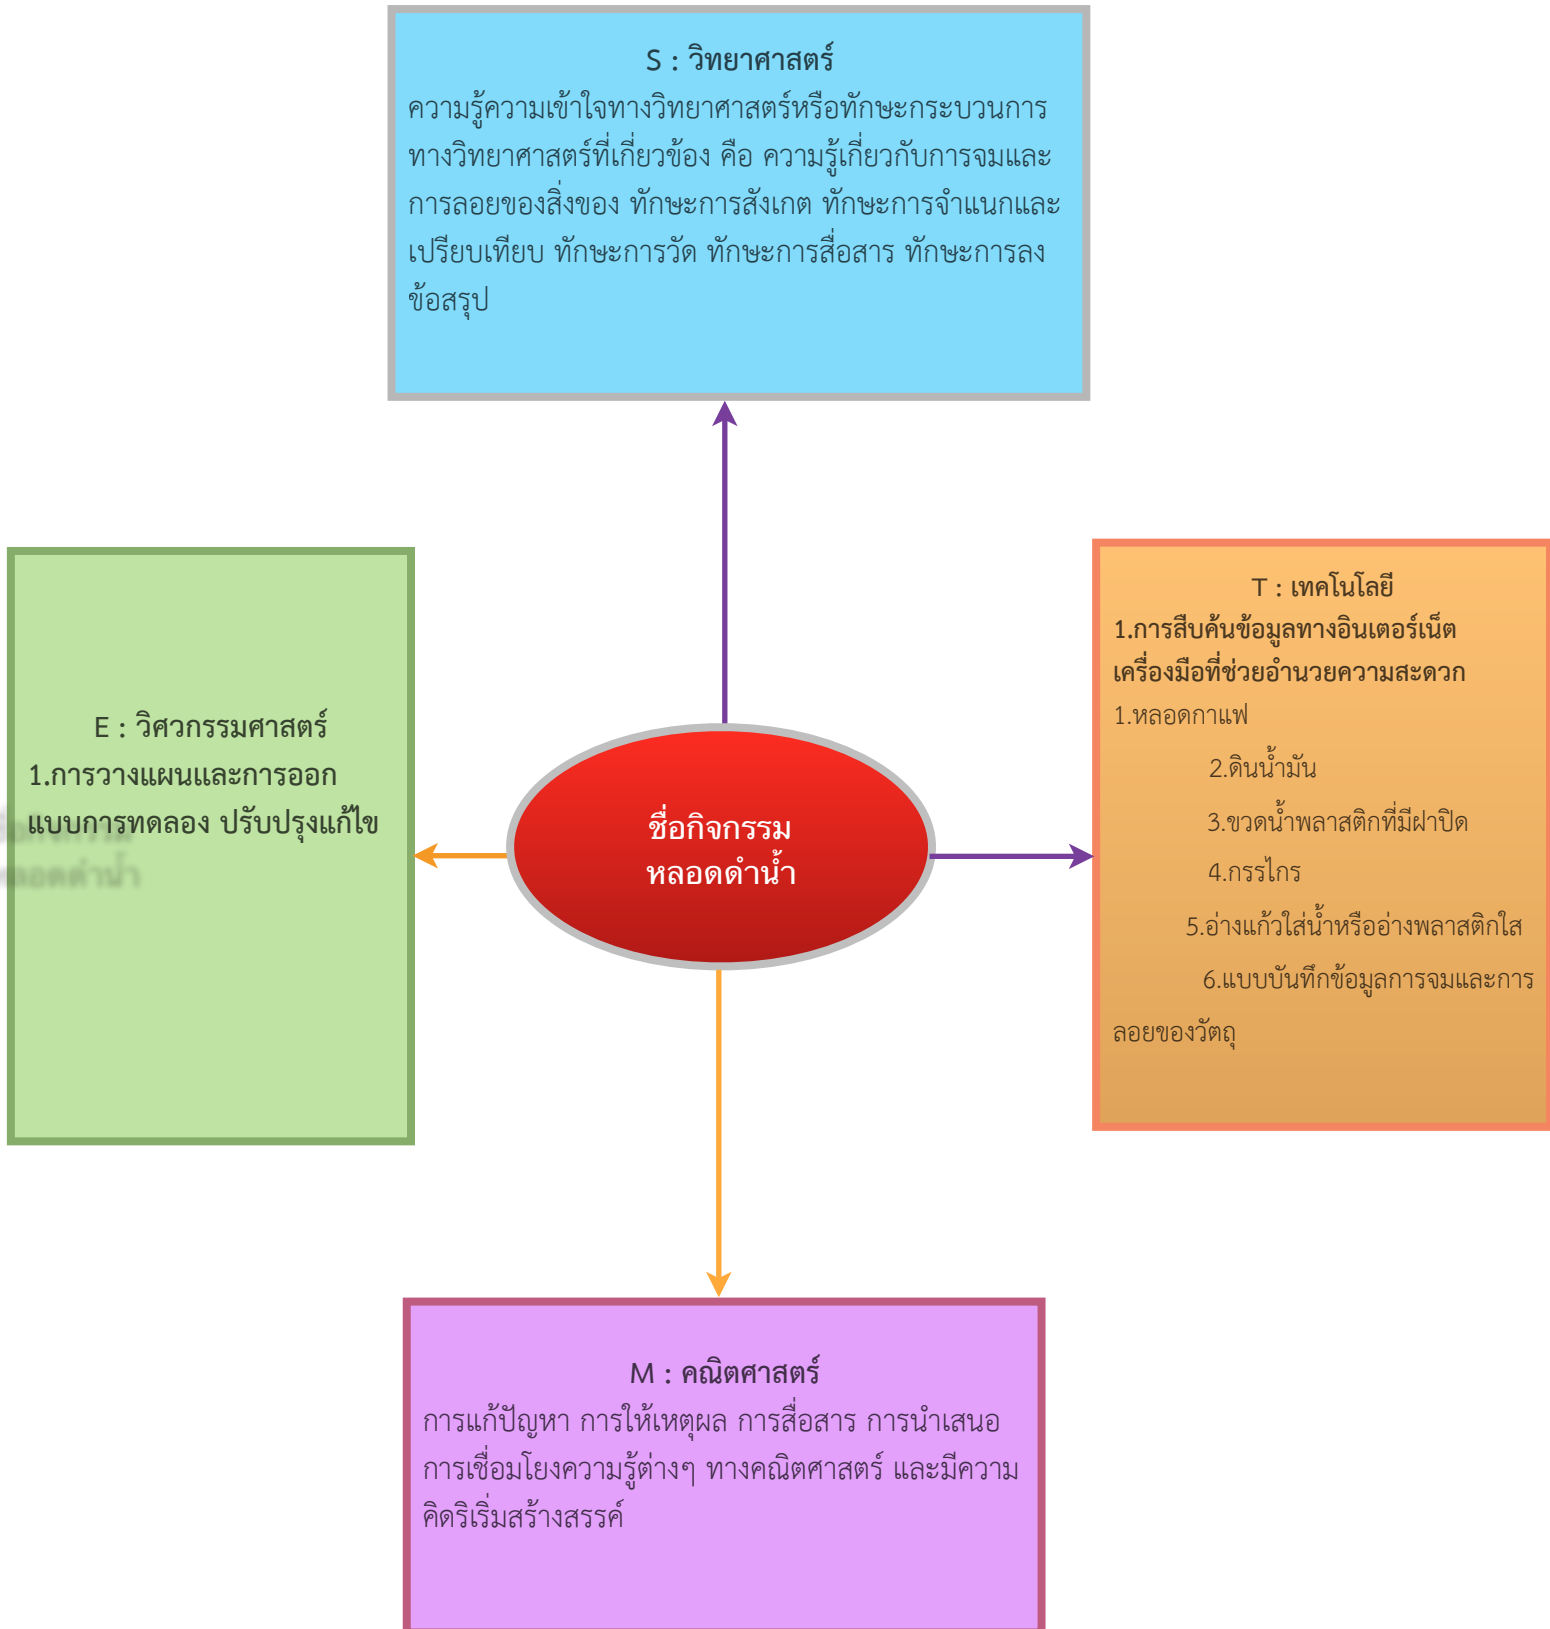 S : วิทยาศาสตร์
ความรู้ความเข้าใจทางวิทยาศาสตร์หรือทักษะกระบวนการ
ทางวิทยาศาสตร์ที่เกี่ยวข้อง คือ ความรู้เกี่ยวกับการจมและ
การลอยของสิ่งของ ทักษะการสังเกต ทักษะการจำแนกและ
เปรียบเทียบ ทักษะการวัด ทักษะการสื่อสาร ทักษะการลง
ข้อสรุป
E : วิศวกรรมศาสตร์
1.การวางแผนและการออก
แบบการทดลอง ปรับปรุงแก้ไข
ชื่อกิจกรรม
หลอดดำน้ำ
T : เทคโนโลยี
1.การสืบค้นข้อมูลทางอินเตอร์เน็ต
เครื่องมือที่ช่วยอำนวยความสะดวก
1.หลอดกาแฟ
2.ดินน้ำมัน
3.ขวดน้ำพลาสติกที่มีฝาปิด
4.กรรไกร
5.อ่างแก้วใส่น้ำหรืออ่างพลาสติกใส
6.แบบบันทึกข้อมูลการจมและการ
ลอยของวัตถุ
M : คณิตศาสตร์
การแก้ปัญหา การให้เหตุผล การสื่อสาร การนำเสนอ
การเชื่อมโยงความรู้ต่างๆ ทางคณิตศาสตร์ และมีความ
คิดริเริ่มสร้างสรรค์